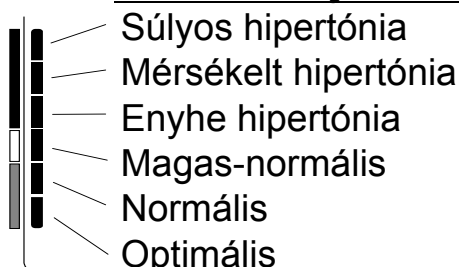 Súlyos hipertónia
Mérsékelt hipertónia
Enyhe hipertónia
Magas-normális
Normális
Optimális